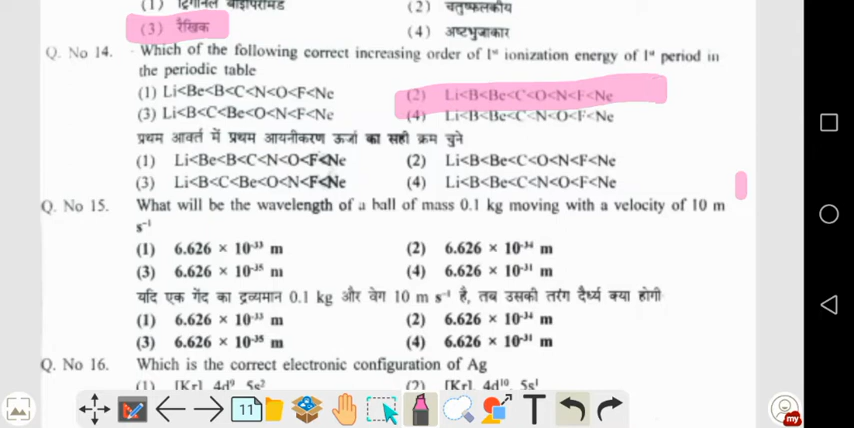 (1) ट्रिगोनल बाइपिरामिड (2) चतुष्फलकीय
(3) रैखिक (4) अष्टभुजाकार
Q. No 14. Which of the following correct increasing order of 1st ionization energy of 1st period in
the periodic table
(1) Li<Be<B<C<N<O<F<Ne (2) Li<B<Be<C<O<N<F<Ne
(3) Li<B<C<Be<O<N<F<Ne (4) Li<B<Be<C<N<O<F<Ne
प्रथम आवर्त में प्रथम आयनीकरण ऊर्जा का सही क्रम चुने
(1) Li<Be<B<C<N<O<F<Ne (2) Li<B<Be<C<O<N<F<Ne
(3) Li<B<C<Be<O<N<F<Ne (4) Li<B<Be<C<N<O<F<Ne
Q. No 15. What will be the wavelength of a ball of mass 0.1 kg moving with a velocity of 10 m
s⁻¹
(1) 6.626 × 10⁻³³ m (2) 6.626 × 10⁻³⁴ m
(3) 6.626 × 10⁻³⁵ m (4) 6.626 × 10⁻³¹ m
यदि एक गेंद का द्रव्यमान 0.1 kg और वेग 10 m s⁻¹ है, तब उसकी तरंग दैर्ध्य क्या होगी
(1) 6.626 × 10⁻³³ m (2) 6.626 × 10⁻³⁴ m
(3) 6.626 × 10⁻³⁵ m (4) 6.626 × 10⁻³¹ m
Q. No 16. Which is the correct electronic configuration of Ag
(1) [Kr] 4d⁹ 5s² (2) [Kr] 4d¹⁰ 5s¹
11
T
my